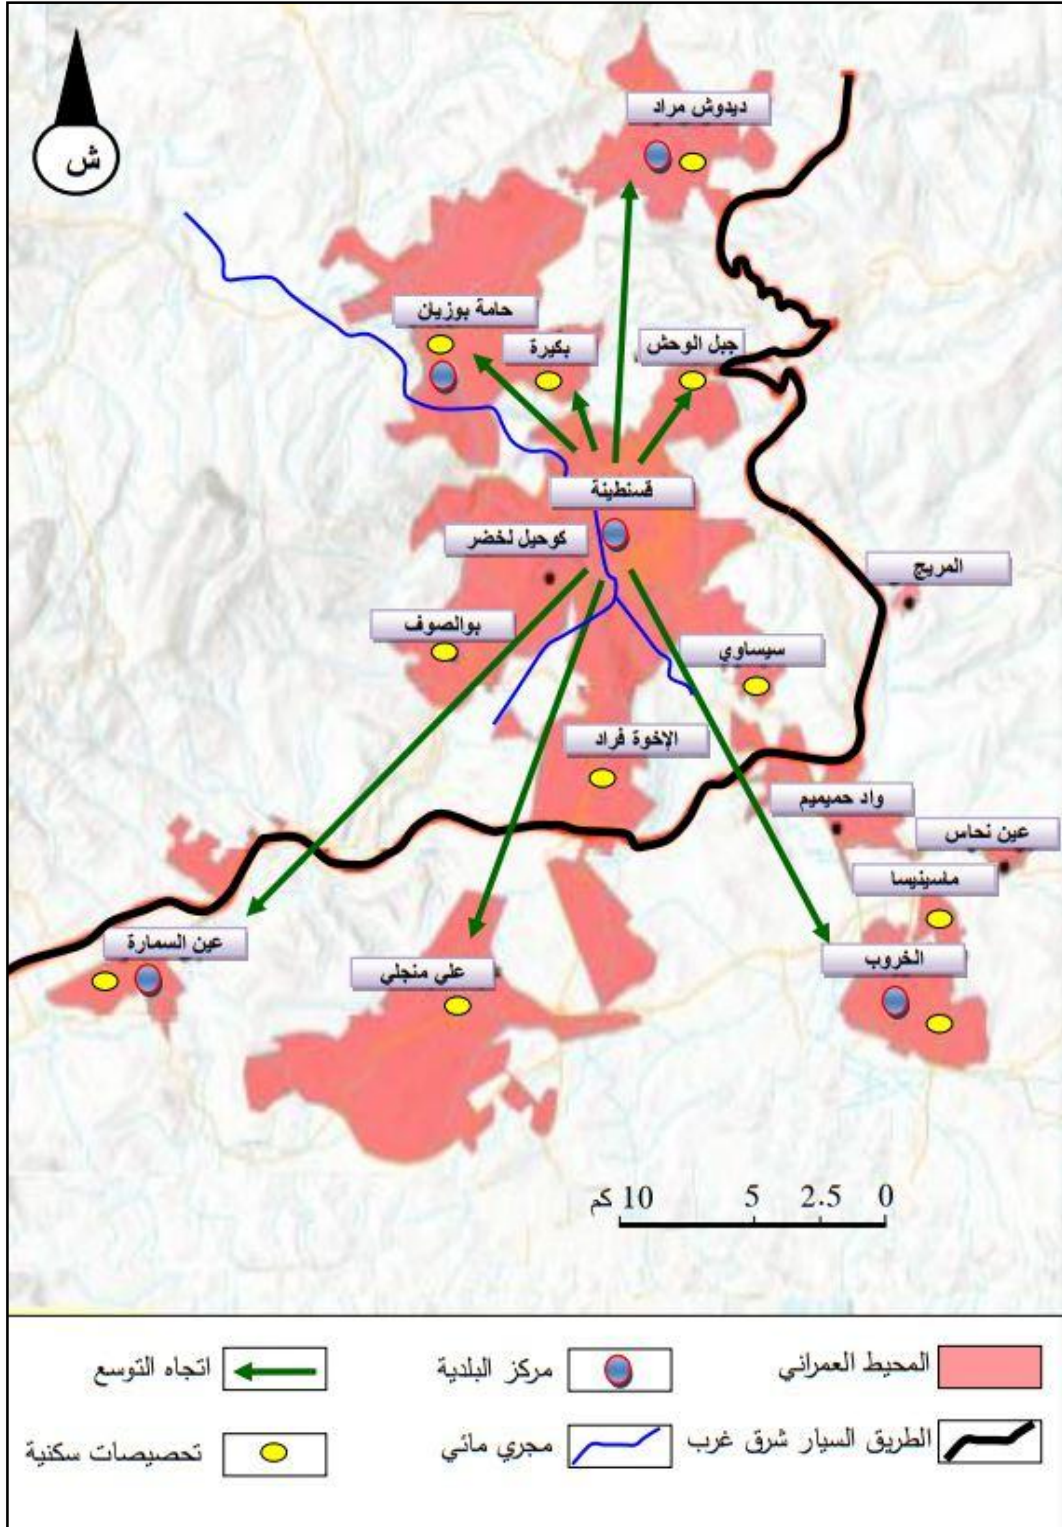 ش
ديدوش مراد
حامة بوزيان
بكيرة
جبل الوحش
قسنطينة
كوحيل لخضر
المريج
بوالصوف
سيساوي
الإخوة فراد
واد حميميم
عين نحاس
ماسينيسا
عين السمارة
علي منجلي
الخروب
0 2.5 5 10 كم
المحيط العمراني
مركز البلدية
اتجاه التوسع
الطريق السيار شرق غرب
مجري مائي
تحصيصات سكنية